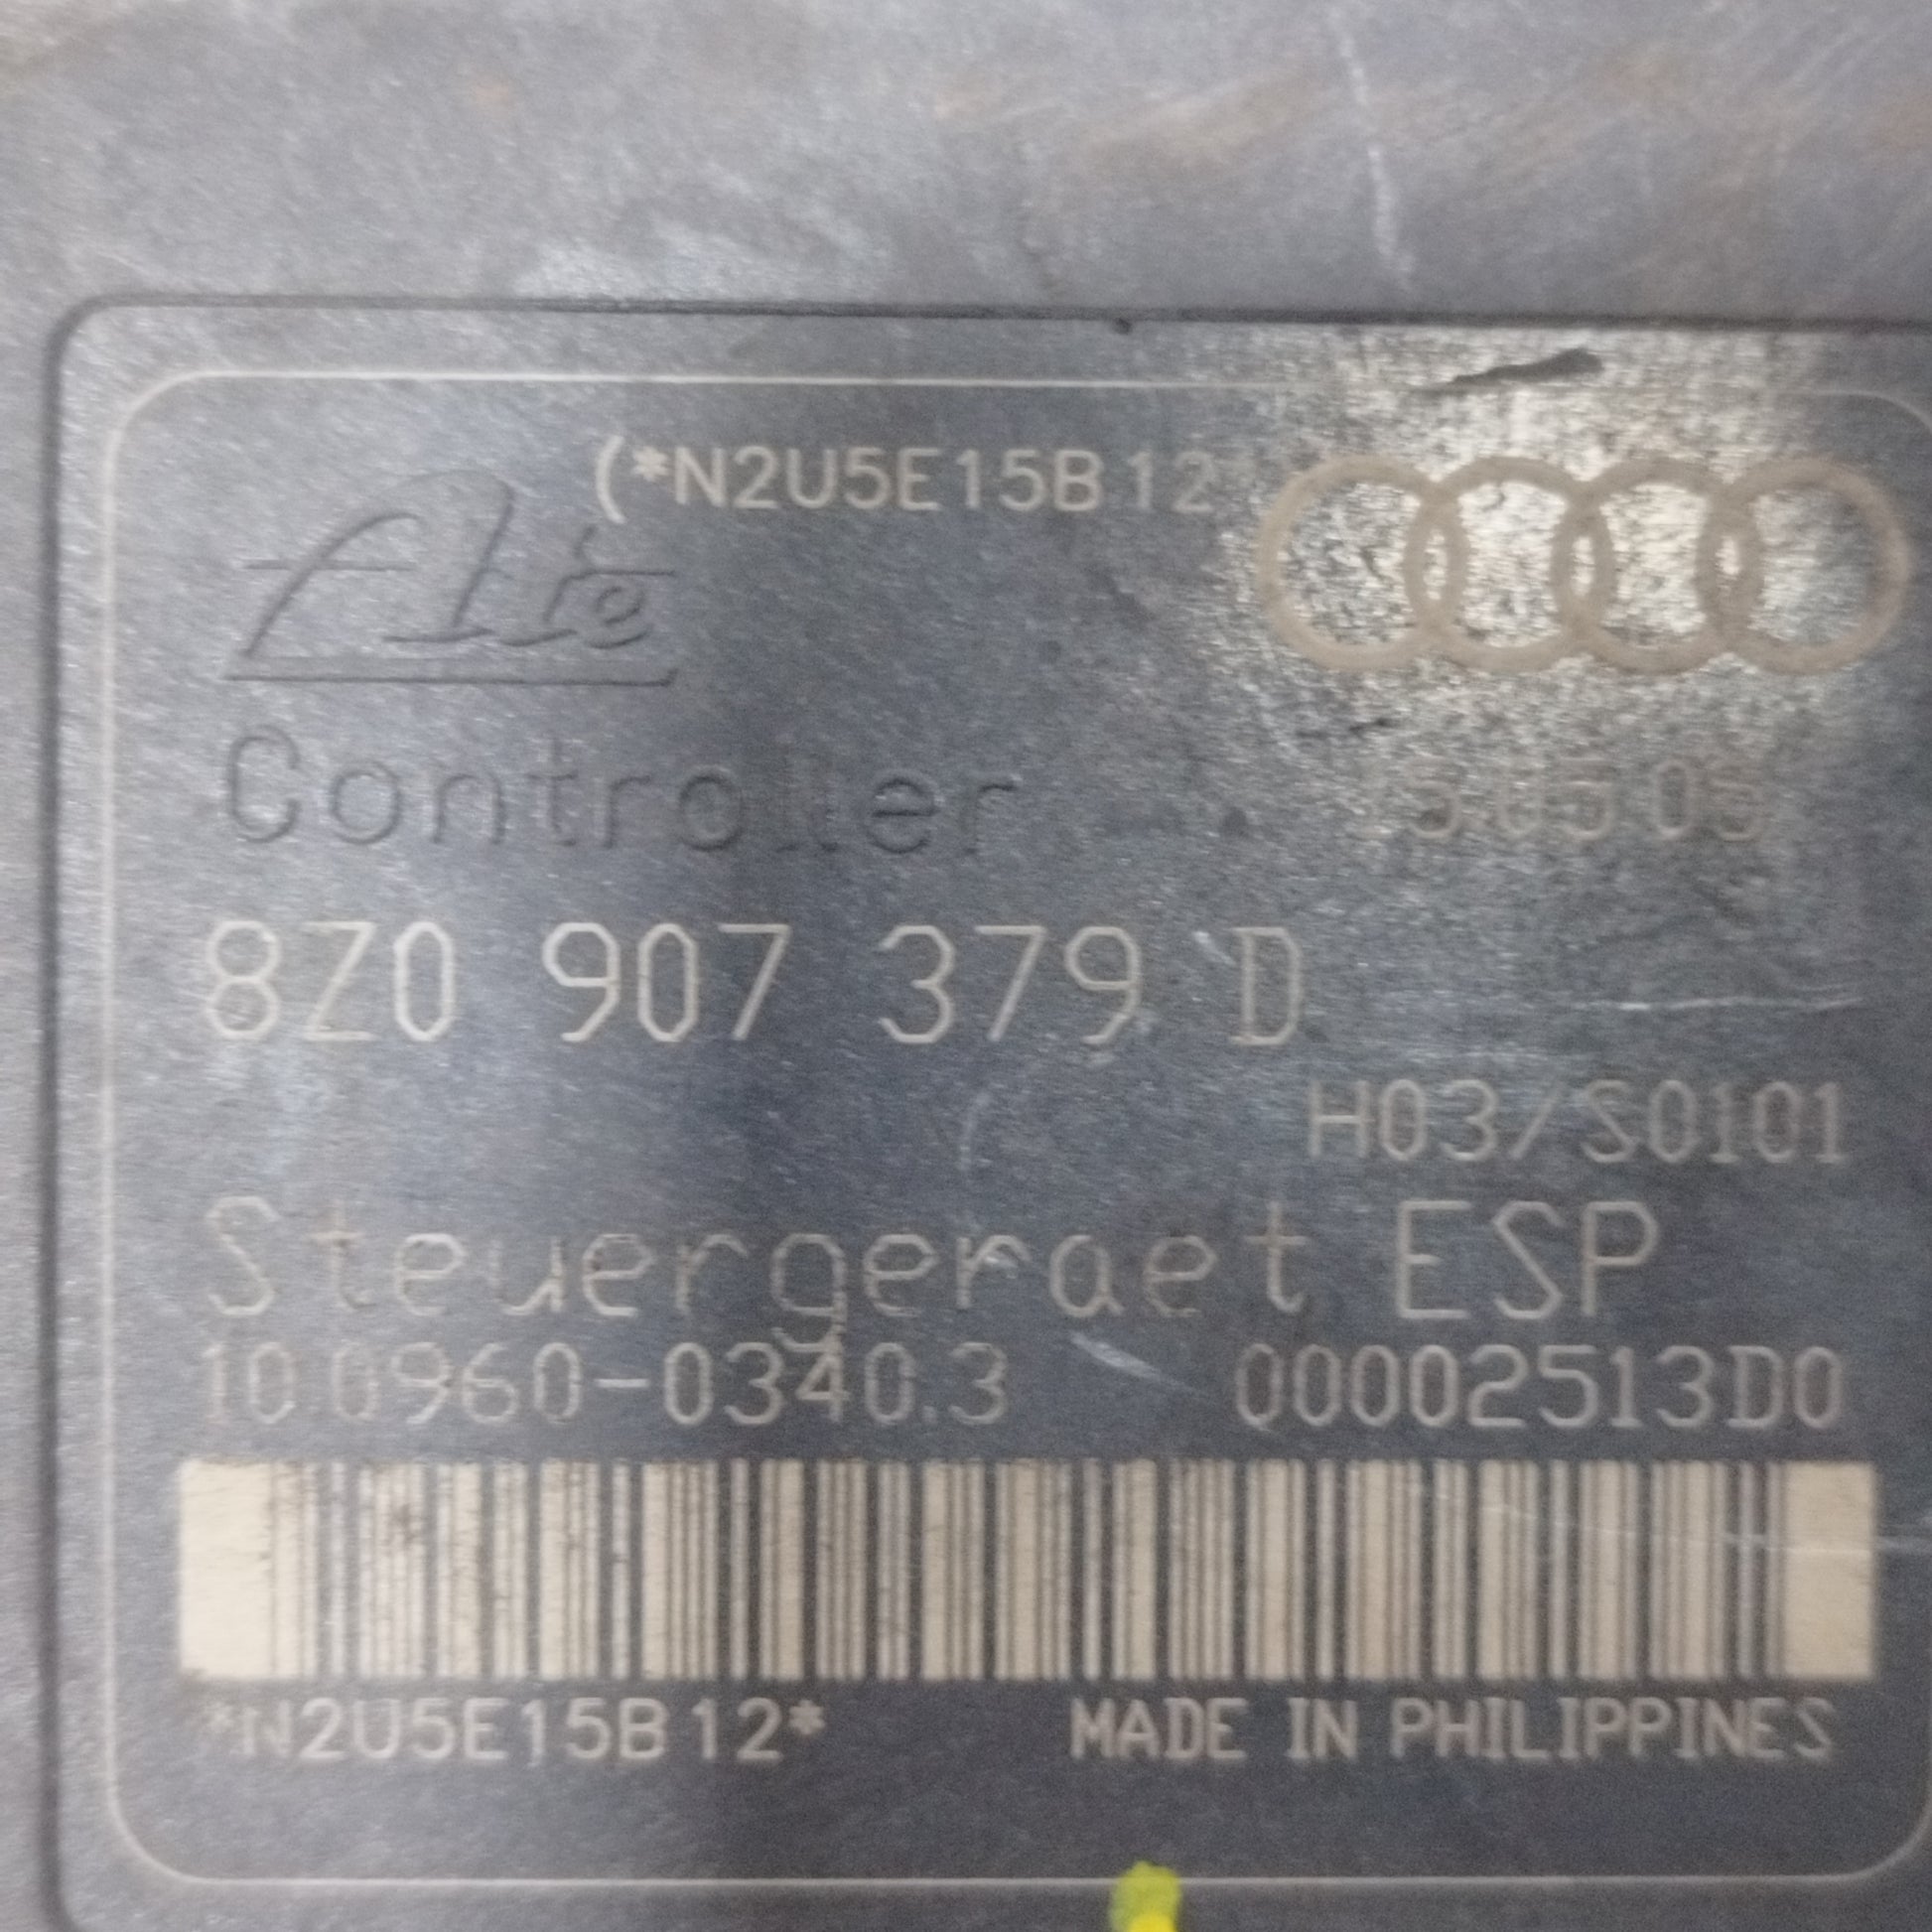 (*N2U5E15B12
Ate
Controller
8Z0 907 379 D
H03/S0101
Steuergeraet ESP
10.0960-0340.3 00002513D0
*N2U5E15B12* MADE IN PHILIPPINES